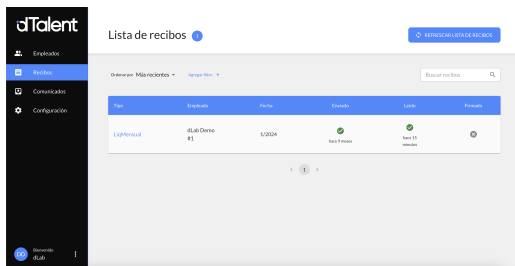 dTalent
Empleados
Recibos
Comunicados
Configuración
DD
Bienvenido
dLab
Lista de recibos 1
REFRESCAR LISTA DE RECIBOS
Ordenar por Más recientes
Agregar filtro
Buscar recibos
Tipo Empleado Fecha Enviado Leído Firmado
LiqMensual
dLab Demo
#1
1/2024
hace 9 meses
hace 15
minutos
1